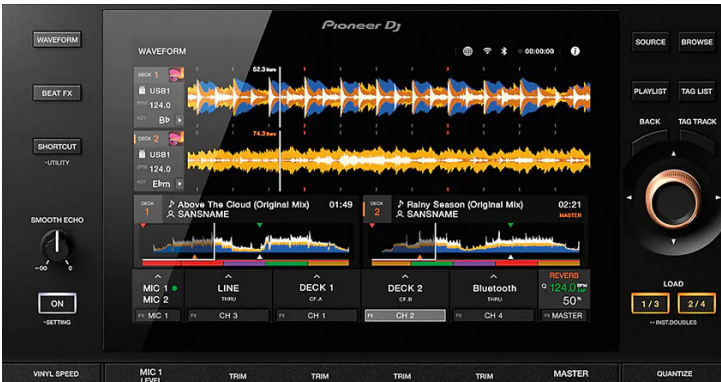 Pioneer Dj
WAVEFORM
SOURCE BROWSE
WAVEFORM
00:00:00
DECK 1
52.3 Bars
BEAT FX
USB1
PLAYLIST TAG LIST
BPM 124.0
KEY Bb
BACK TAG TRACK
DECK 2
74.3 Bars
SHORTCUT
USB1
-UTILITY
BPM 124.0
KEY Ebm
DECK 1
Above The Cloud (Original Mix) 01:49
SANSNAME
DECK 2
Rainy Season (Original Mix) 02:21
SANSNAME
MASTER
SMOOTH ECHO
-∞ 0
MIC 1
MIC 2
LINE
THRU
DECK 1
CF.A
DECK 2
CF.B
Bluetooth
THRU
REVERB
Q 124.0 BPM
TAP
50%
LOAD
ON
1/3 2/4
-SETTING
FX MIC 1
FX CH 3
FX CH 1
FX CH 2
FX CH 4
FX MASTER
-- INST.DOUBLES
VINYL SPEED
MIC 1
LEVEL
TRIM
TRIM
TRIM
TRIM
MASTER
QUANTIZE